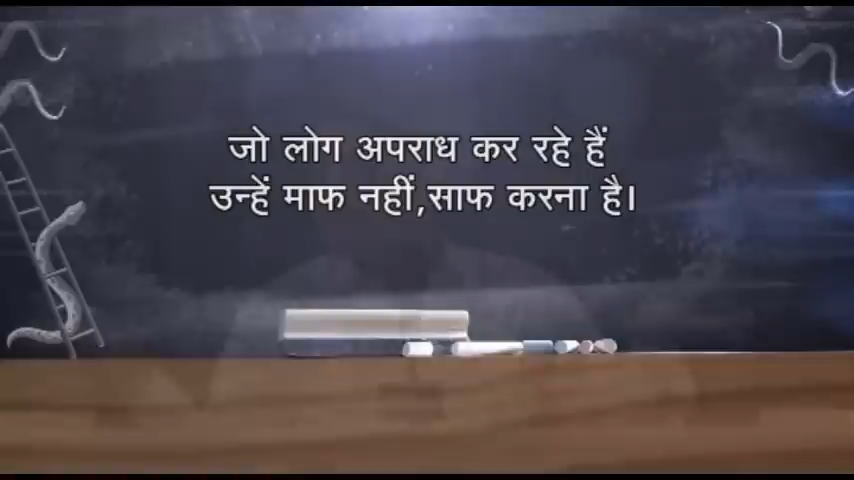 जो लोग अपराध कर रहे हैं
उन्हें माफ नहीं,साफ करना है।